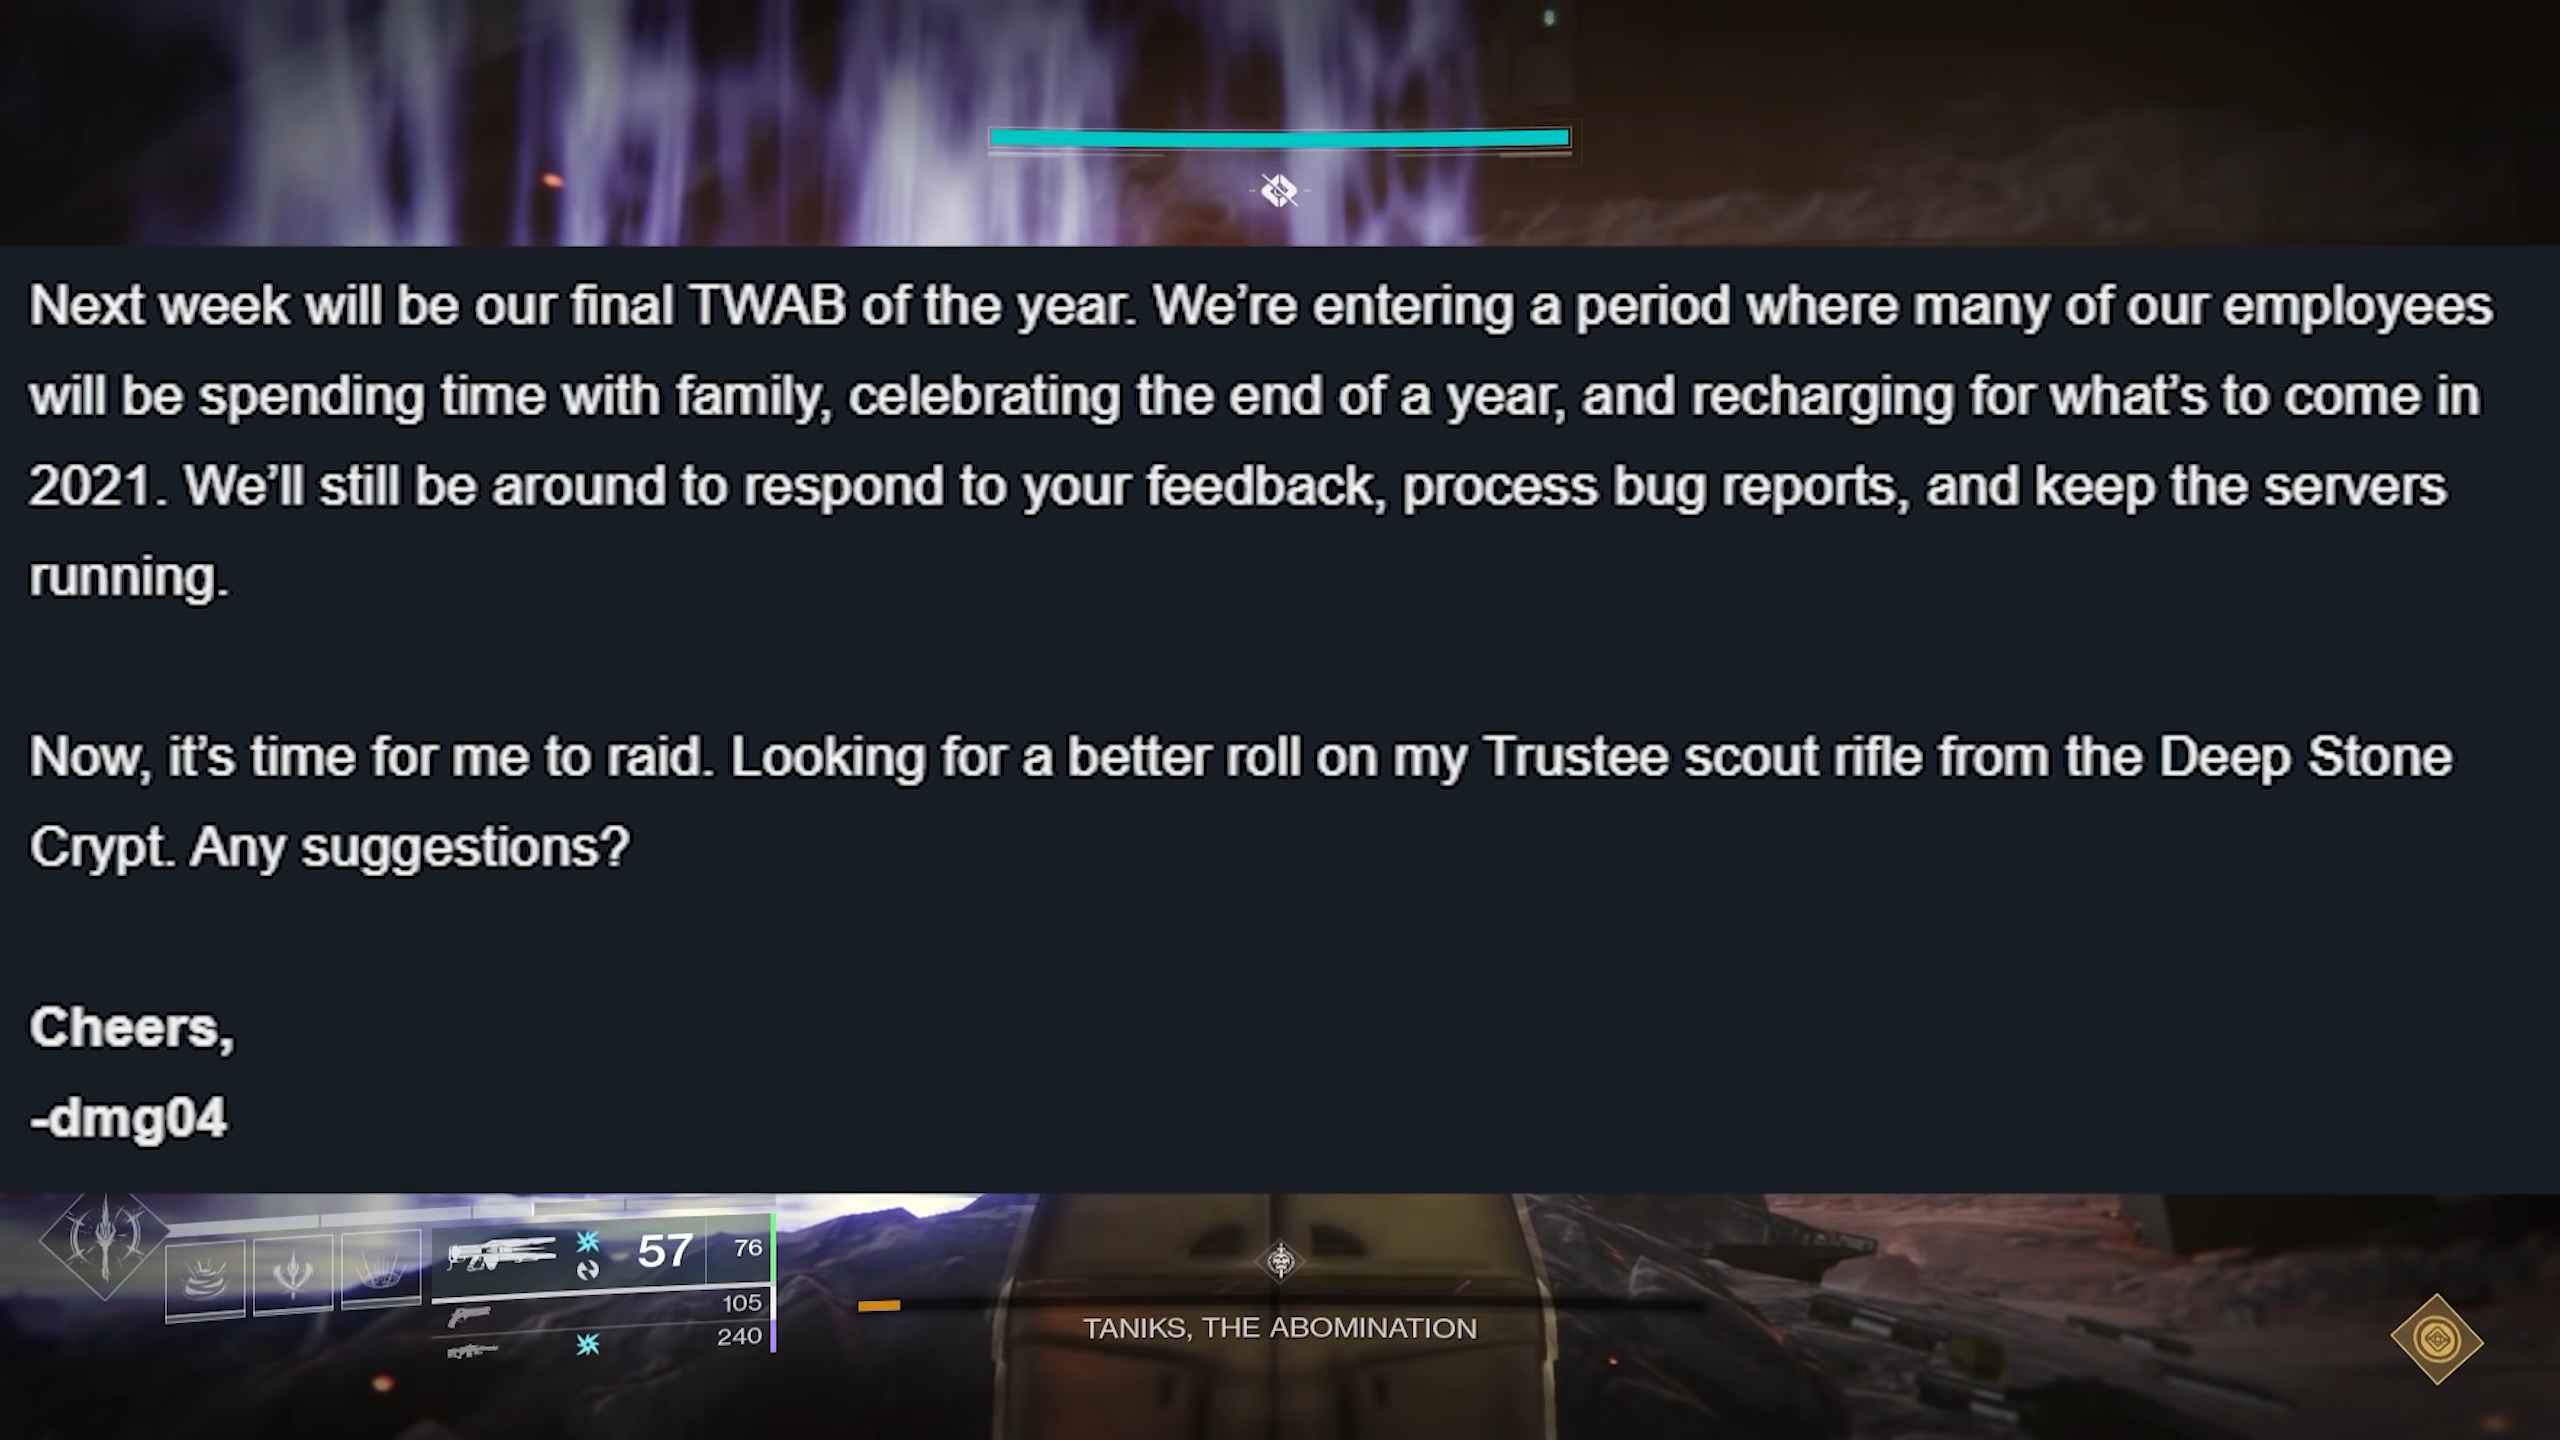 Next week will be our final TWAB of the year. We’re entering a period where many of our employees
will be spending time with family, celebrating the end of a year, and recharging for what’s to come in
2021. We’ll still be around to respond to your feedback, process bug reports, and keep the servers
running.
Now, it’s time for me to raid. Looking for a better roll on my Trustee scout rifle from the Deep Stone
Crypt. Any suggestions?
Cheers,
-dmg04
57
76
105
240
TANIKS, THE ABOMINATION